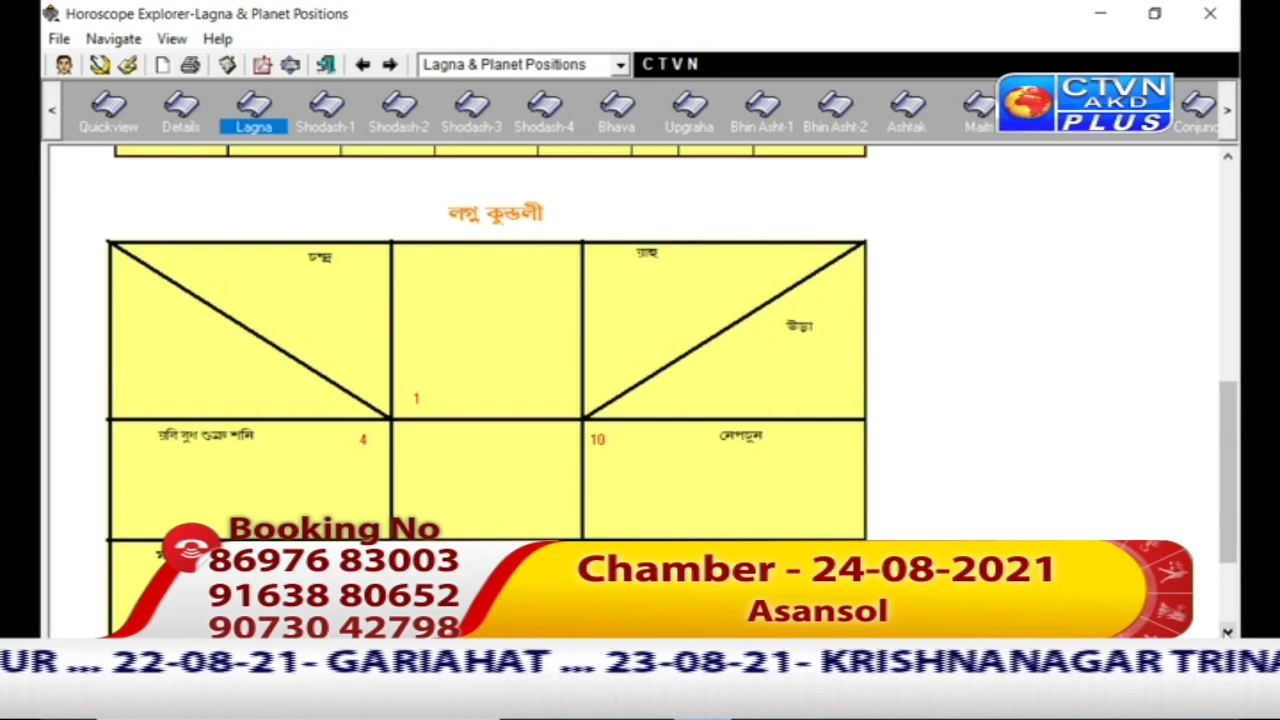 Horoscope Explorer-Lagna & Planet Positions
File Navigate View Help
Lagna & Planet Positions
CTVN
Quickview Details Lagna Shodash-1 Shodash-2 Shodash-3 Shodash-4 Bhava Upgraha Bhin Asht-1 Bhin Asht-2 Ashtak
CTVN
AKD
PLUS
লগ্ন কুন্ডলী
চন্দ্র
রাহু
1
4
10
রবি বুধ শুক্র শনি
নেপচুন
Booking No
86976 83003
91638 80652
90730 42798
Chamber - 24-08-2021
Asansol
... 22-08-21- GARIAHAT ... 23-08-21- KRISHNANAGAR